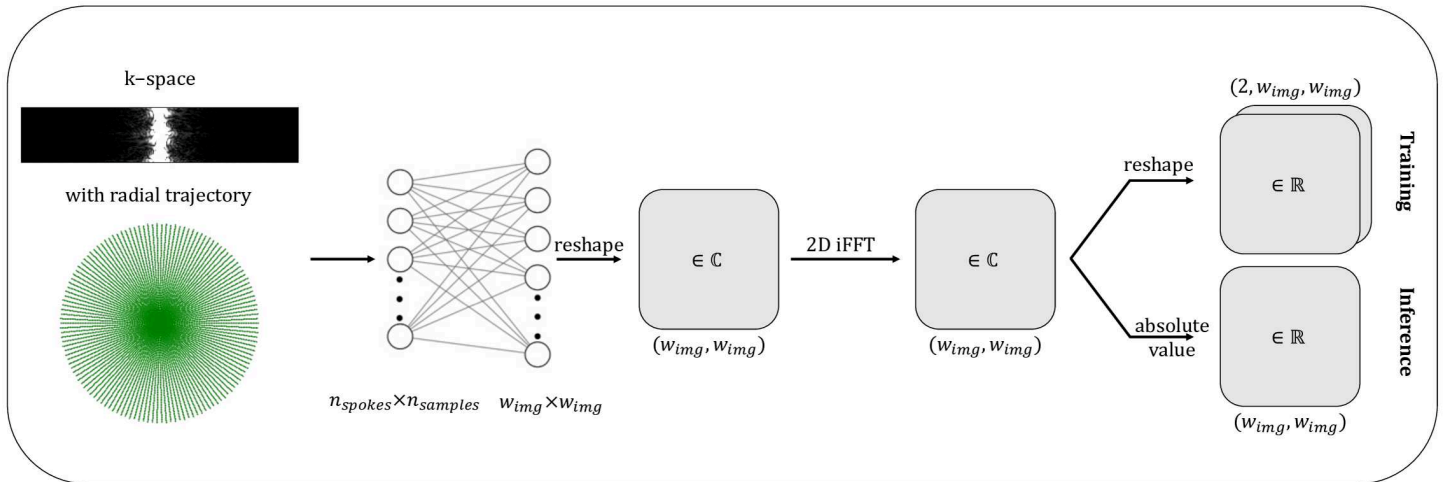 k−space
with radial trajectory
n_spokes×n_samples
w_img×w_img
reshape
∈ ℂ
(w_img, w_img)
2D iFFT
∈ ℂ
(w_img, w_img)
reshape
(2, w_img, w_img)
∈ ℝ
Training
absolute
value
∈ ℝ
(w_img, w_img)
Inference